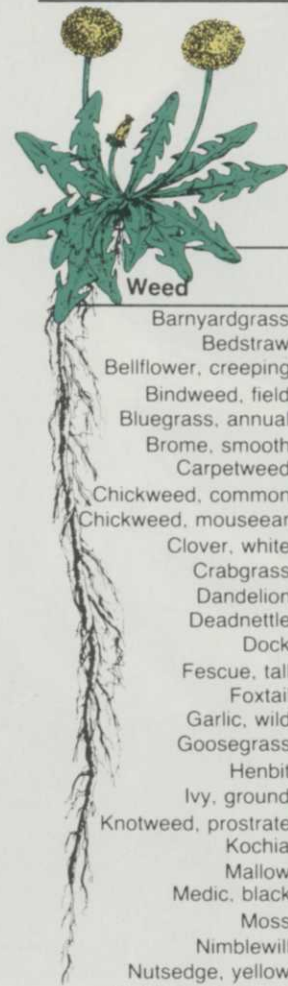 Weed
Barnyardgrass
Bedstraw
Bellflower, creeping
Bindweed, field
Bluegrass, annual
Brome, smooth
Carpetweed
Chickweed, common
Chickweed, mouseear
Clover, white
Crabgrass
Dandelion
Deadnettle
Dock
Fescue, tall
Foxtail
Garlic, wild
Goosegrass
Henbit
Ivy, ground
Knotweed, prostrate
Kochia
Mallow
Medic, black
Moss
Nimblewill
Nutsedge, yellow